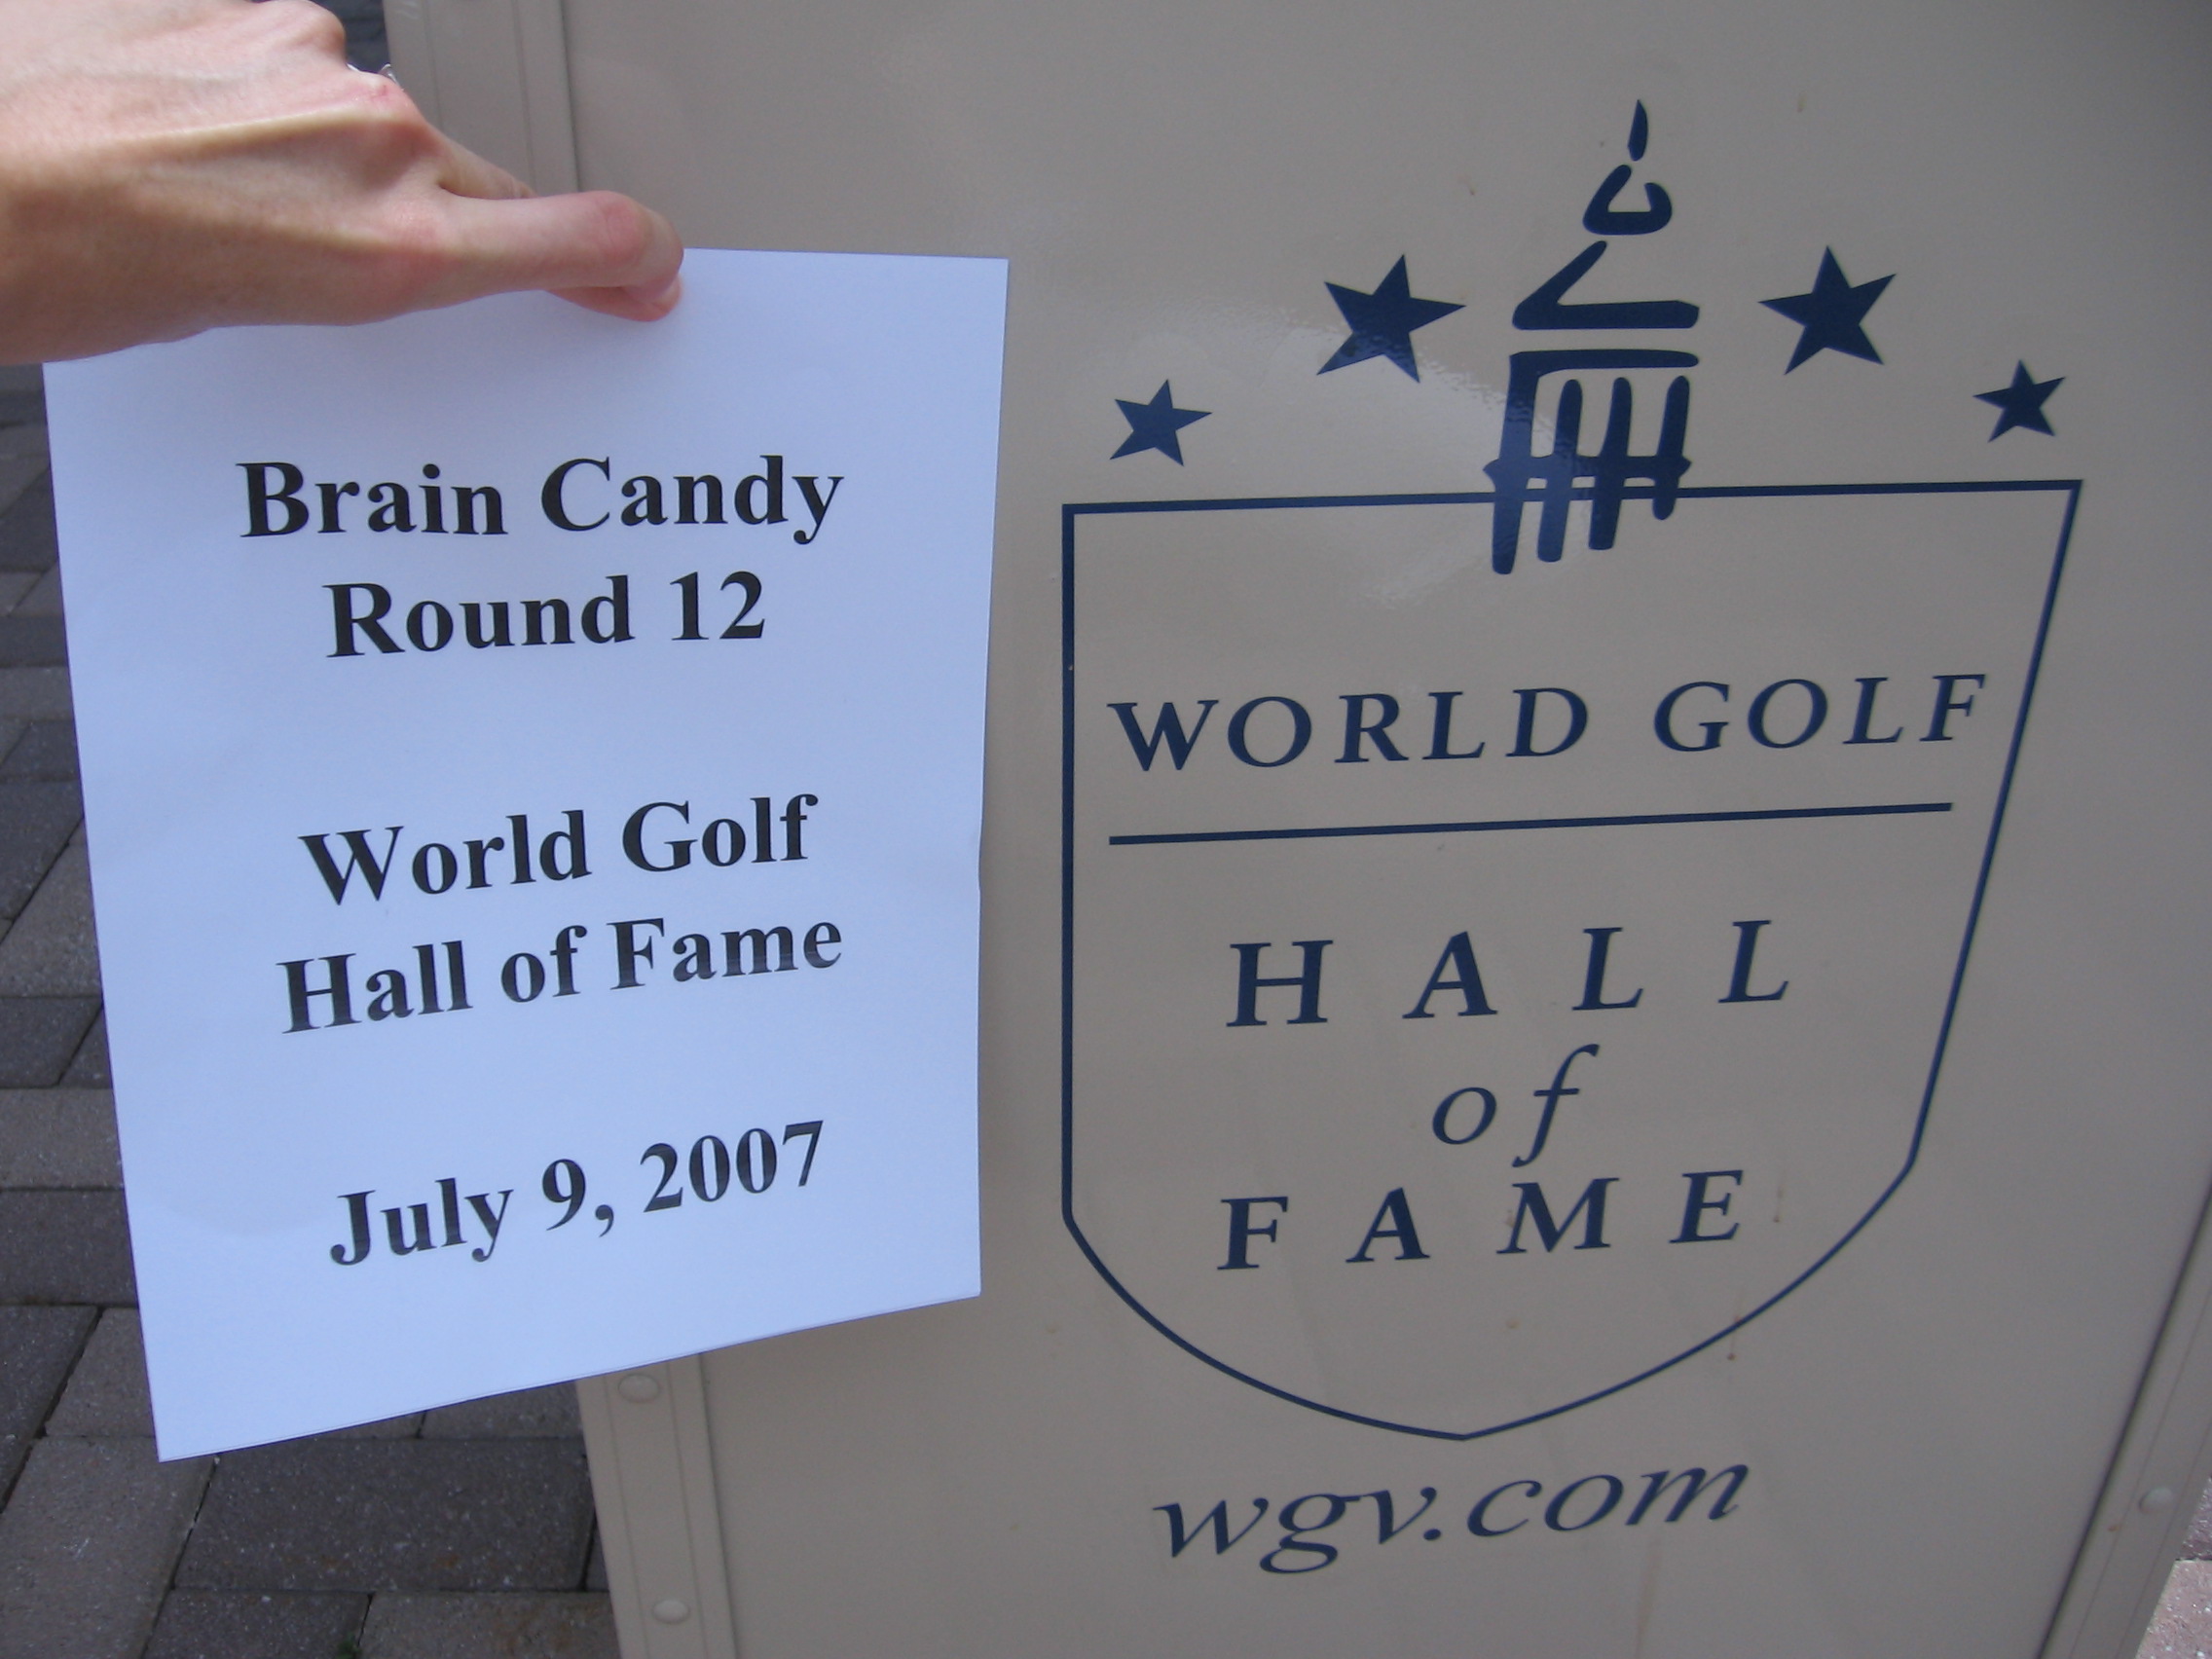 Brain Candy
Round 12
World Golf
Hall of Fame
July 9, 2007
WORLD GOLF
HALL
of
FAME
wgv.com